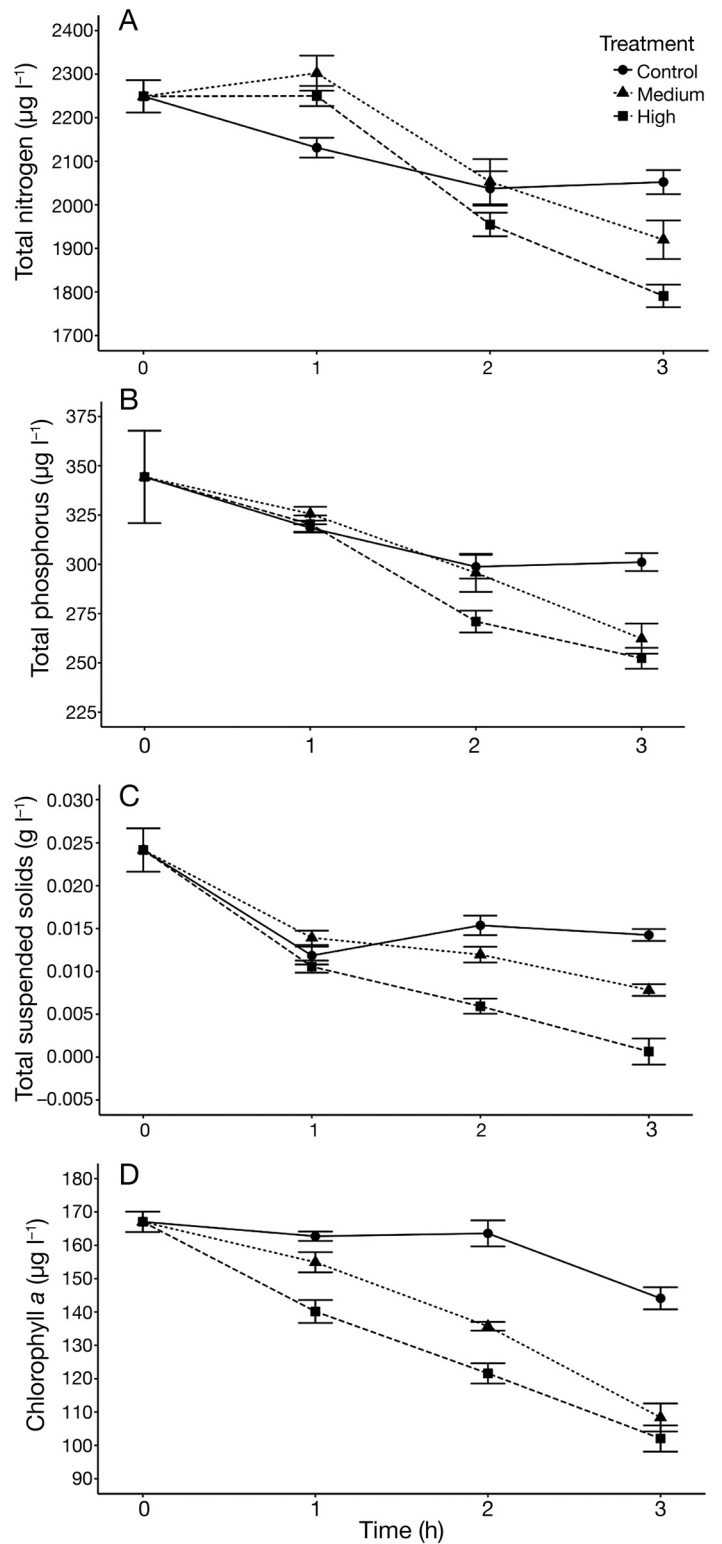 A
Total nitrogen (µg l⁻¹)
2400
2300
2200
2100
2000
1900
1800
1700
0 1 2 3
Treatment
Control
Medium
High
B
Total phosphorus (µg l⁻¹)
375
350
325
300
275
250
225
0 1 2 3
C
Total suspended solids (g l⁻¹)
0.030
0.025
0.020
0.015
0.010
0.005
0.000
–0.005
0 1 2 3
D
Chlorophyll a (µg l⁻¹)
180
170
160
150
140
130
120
110
100
90
0 1 2 3
Time (h)